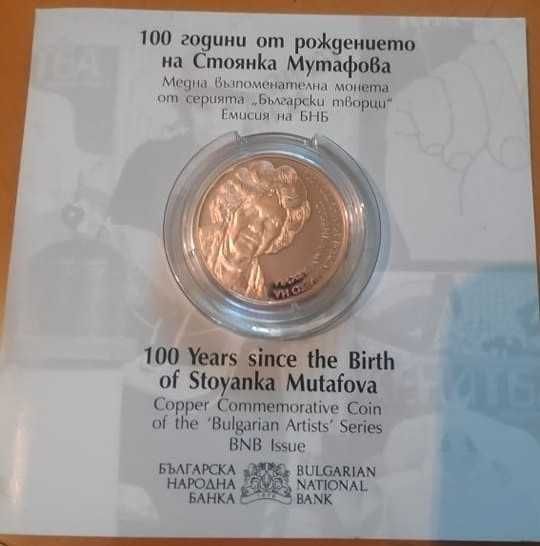 100 години от рождението
на Стоянка Мутафова
Медна възпоменателна монета
от серията „Български творци“
Емисия на БНБ
100 Years since the Birth
of Stoyanka Mutafova
Copper Commemorative Coin
of the ‘Bulgarian Artists’ Series
BNB Issue
БЪЛГАРСКА
НАРОДНА
БАНКА
BULGARIAN
NATIONAL
BANK